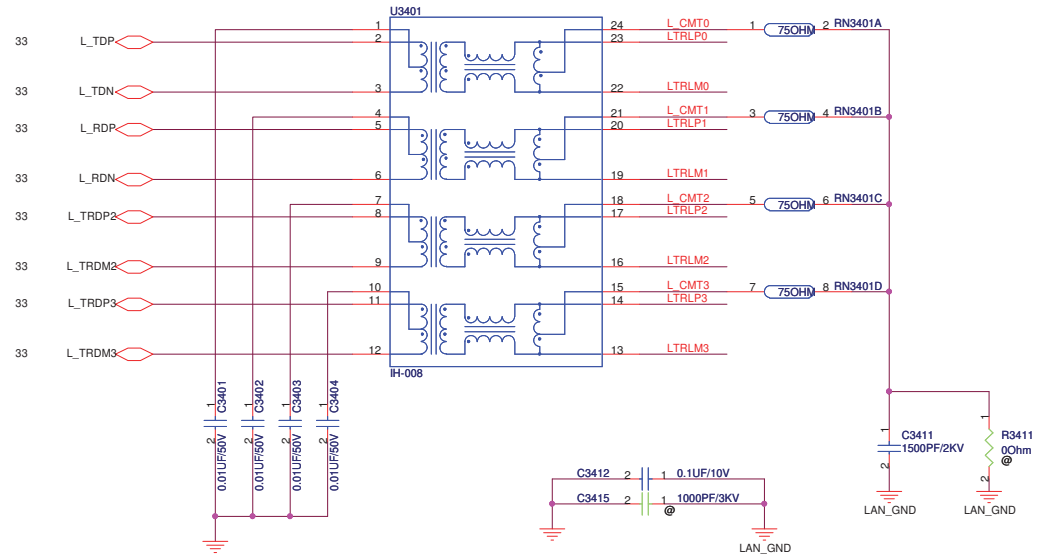 U3401
1
24
L_CMT0
1
75OHM
2
RN3401A
33
L_TDP
2
23
LTRLP0
33
L_TDN
3
22
LTRLM0
4
21
L_CMT1
3
75OHM
4
RN3401B
33
L_RDP
5
20
LTRLP1
33
L_RDN
6
19
LTRLM1
7
18
L_CMT2
5
75OHM
6
RN3401C
33
L_TRDP2
8
17
LTRLP2
33
L_TRDM2
9
16
LTRLM2
10
15
L_CMT3
7
75OHM
8
RN3401D
33
L_TRDP3
11
14
LTRLP3
33
L_TRDM3
12
13
LTRLM3
IH-008
1
2
C3401
0.01UF/50V
1
2
C3402
0.01UF/50V
1
2
C3403
0.01UF/50V
1
2
C3404
0.01UF/50V
C3412
2
1
0.1UF/10V
C3415
2
1
1000PF/3KV
@
LAN_GND
1
C3411
1500PF/2KV
2
LAN_GND
1
R3411
0Ohm
@
2
LAN_GND